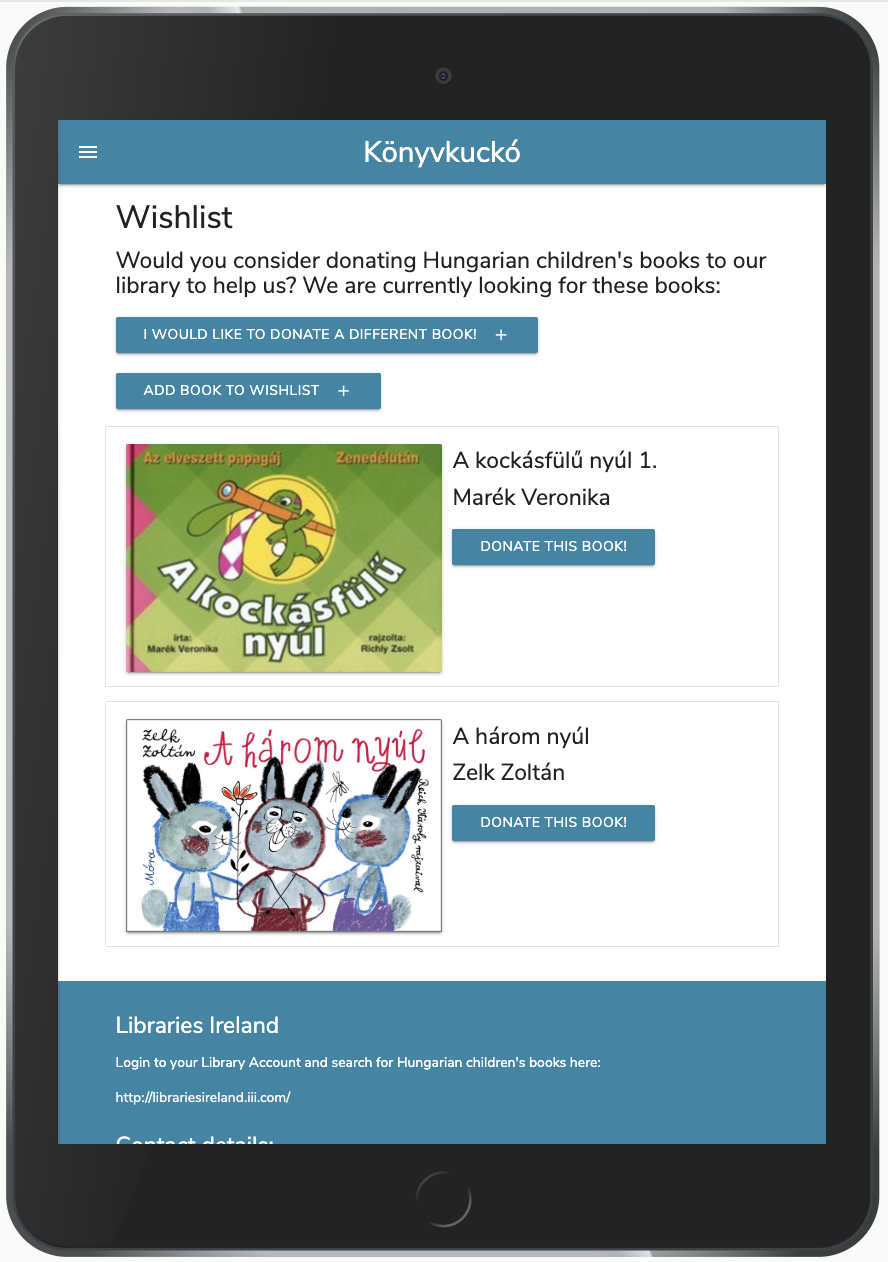 Könyvkuckó
Wishlist
Would you consider donating Hungarian children's books to our
library to help us? We are currently looking for these books:
I WOULD LIKE TO DONATE A DIFFERENT BOOK! +
ADD BOOK TO WISHLIST +
Az elveszett papagáj Zenedélután
A kockásfülű
nyúl
írta:
Marék Veronika
rajzolta:
Richly Zsolt
A kockásfülű nyúl 1.
Marék Veronika
DONATE THIS BOOK!
Zelk
Zoltán
A három nyúl
Reich Károly rajzaival
Móra
A három nyúl
Zelk Zoltán
DONATE THIS BOOK!
Libraries Ireland
Login to your Library Account and search for Hungarian children's books here:
http://librariesireland.iii.com/
Contact details: